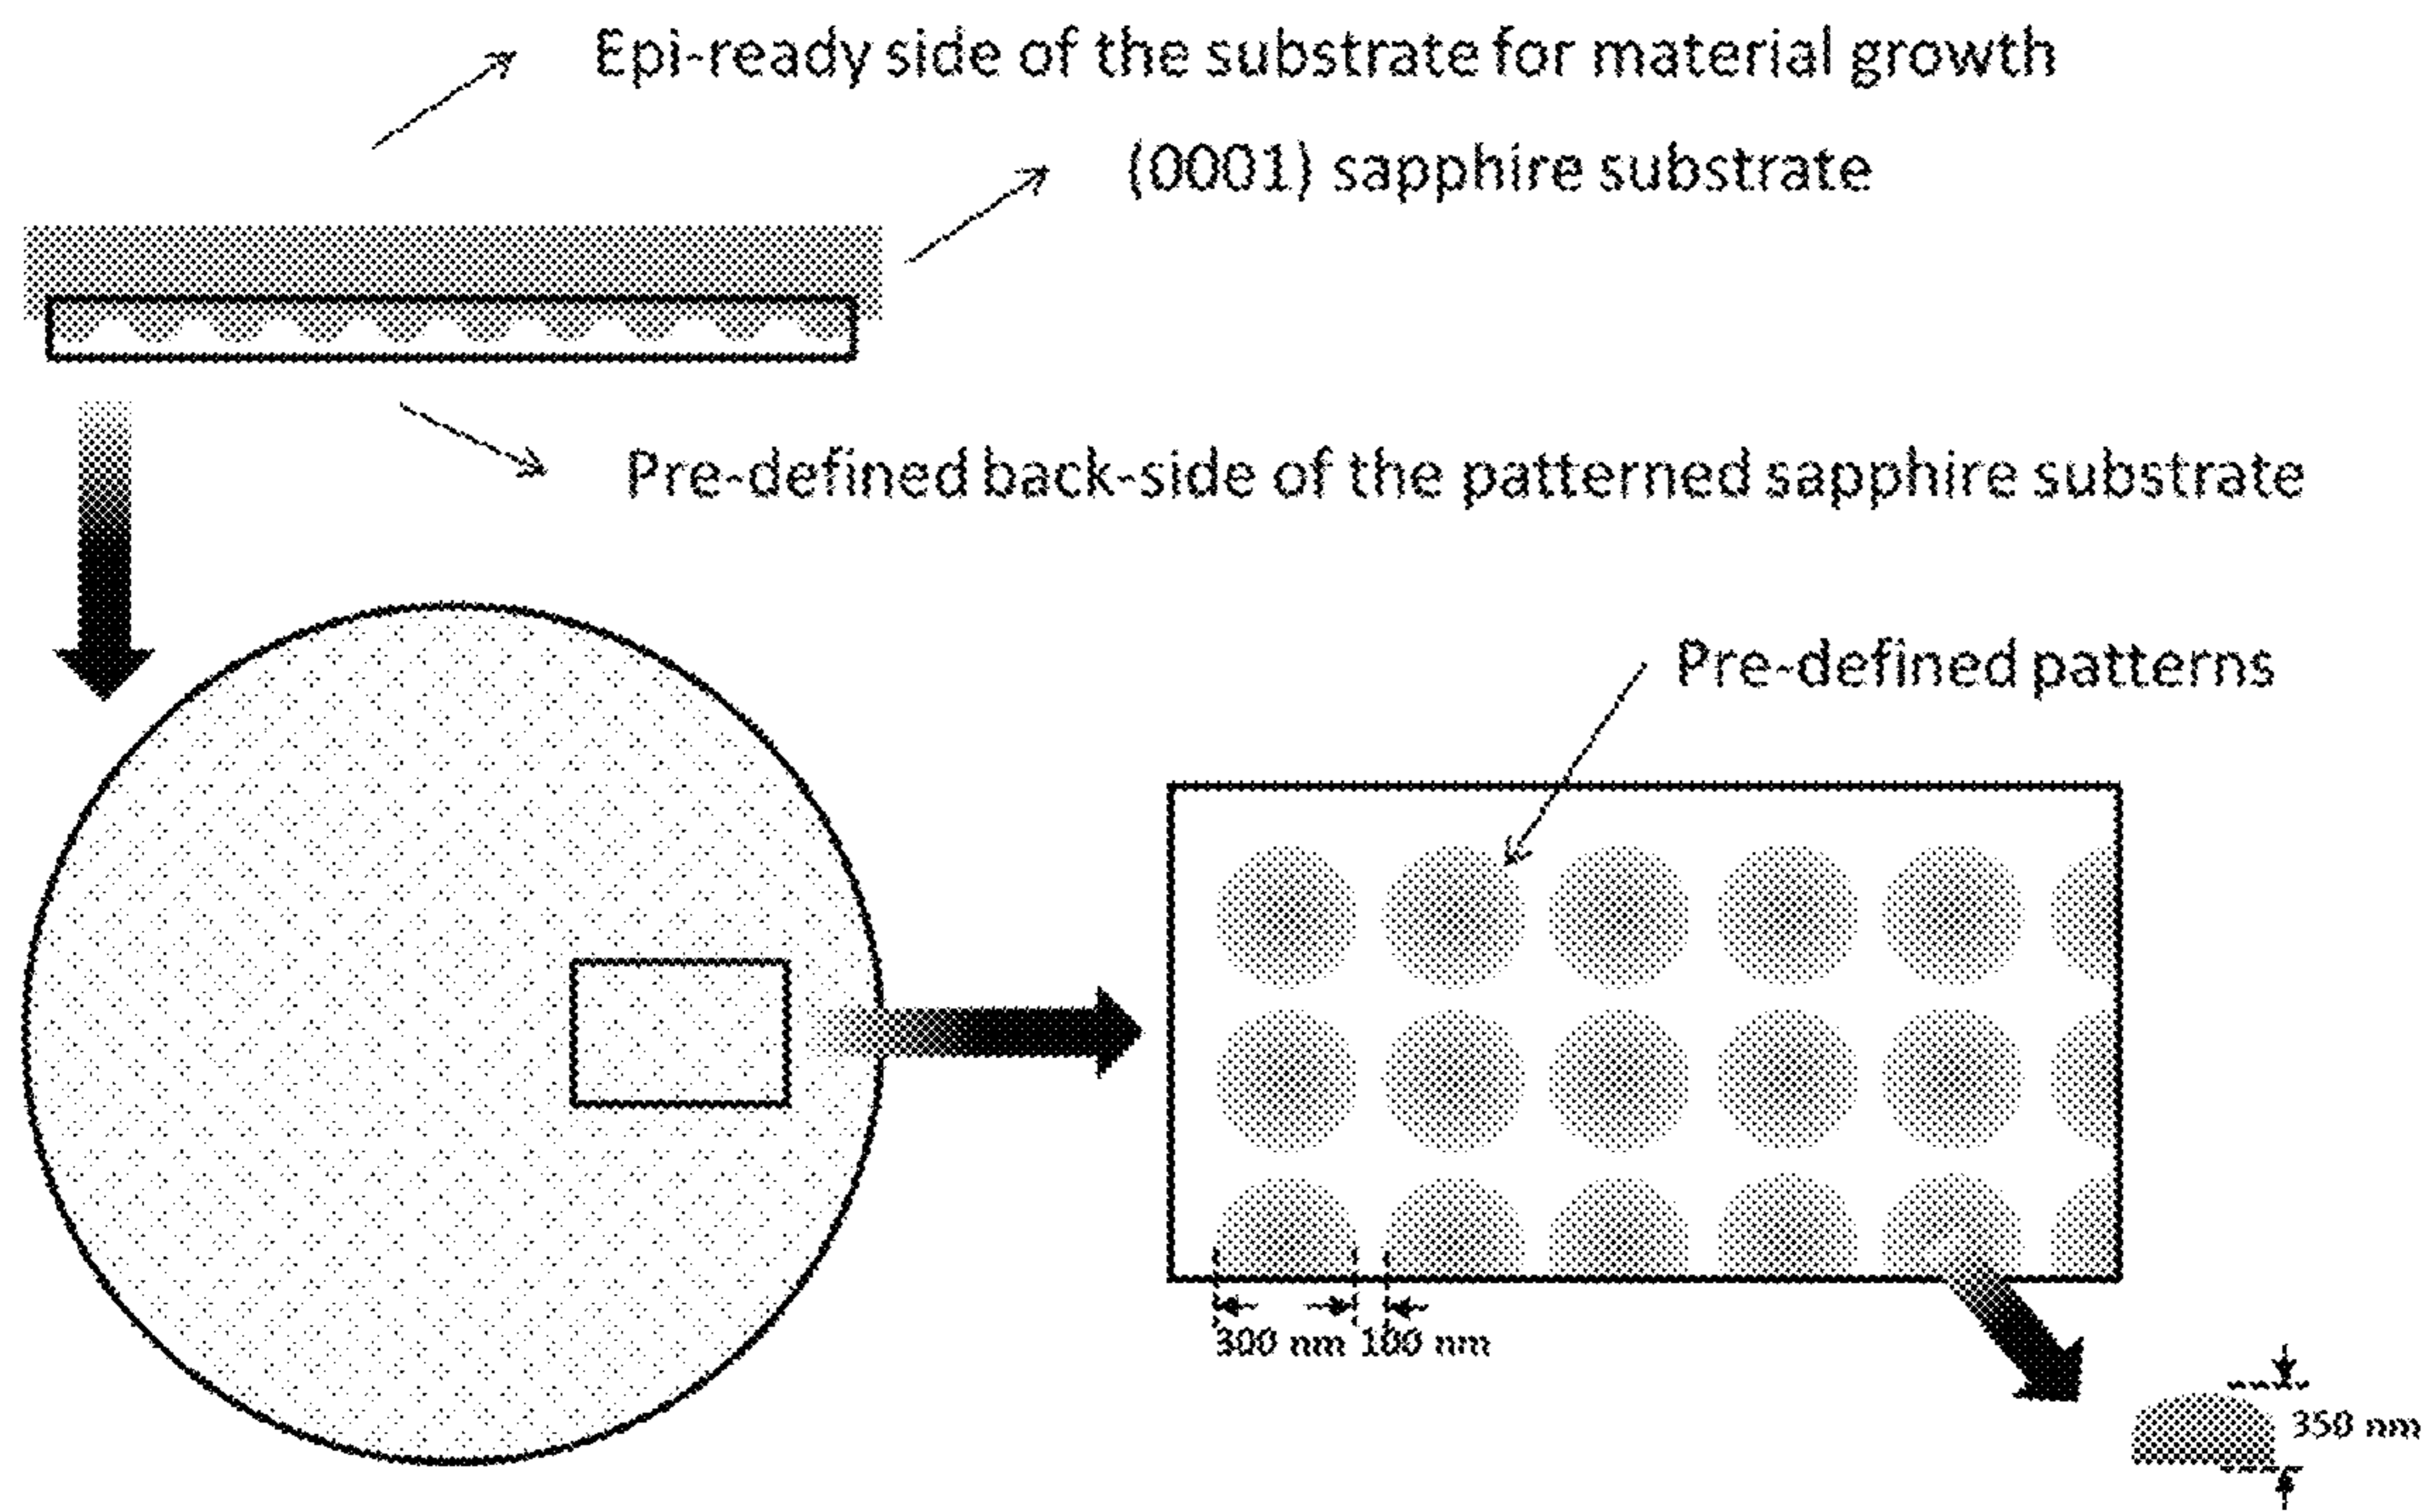 Epi-ready side of the substrate for material growth
(0001) sapphire substrate
Pre-defined back-side of the patterned sapphire substrate
Pre-defined patterns
300 nm 100 nm
350 nm